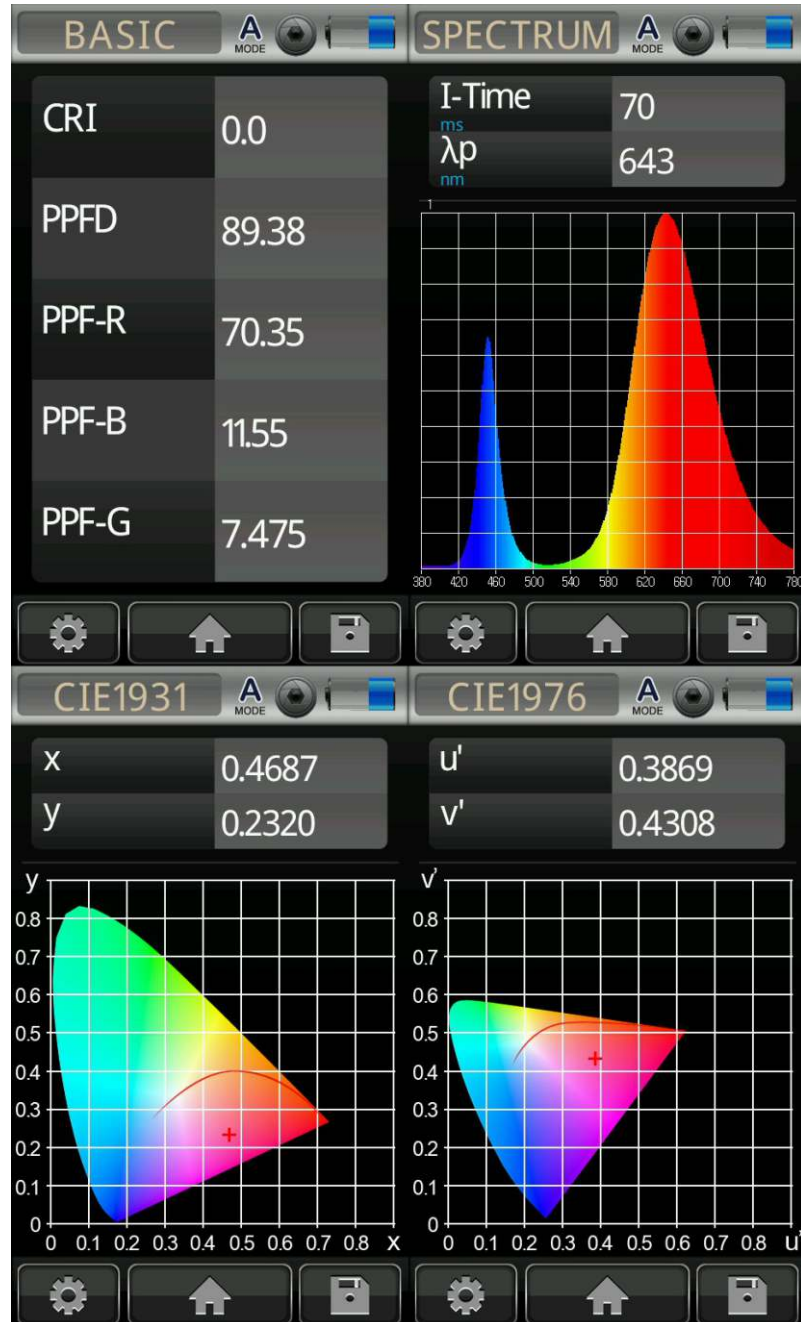 BASIC A MODE
CRI 0.0
PPFD 89.38
PPF-R 70.35
PPF-B 11.55
PPF-G 7.475
SPECTRUM A MODE
I-Time ms 70
λp nm 643
1
380 420 460 500 540 580 620 660 700 740 780
CIE1931 A MODE
x 0.4687
y 0.2320
y
0.8
0.7
0.6
0.5
0.4
0.3
0.2
0.1
0
0 0.1 0.2 0.3 0.4 0.5 0.6 0.7 0.8 x
CIE1976 A MODE
u' 0.3869
v' 0.4308
v'
0.8
0.7
0.6
0.5
0.4
0.3
0.2
0.1
0
0 0.1 0.2 0.3 0.4 0.5 0.6 0.7 0.8 u'